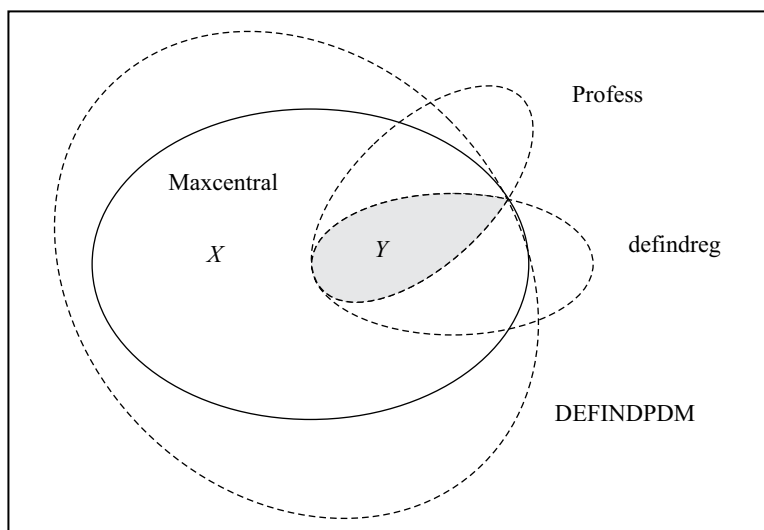 Profess
Maxcentral
X
Y
defindreg
DEFINDPDM